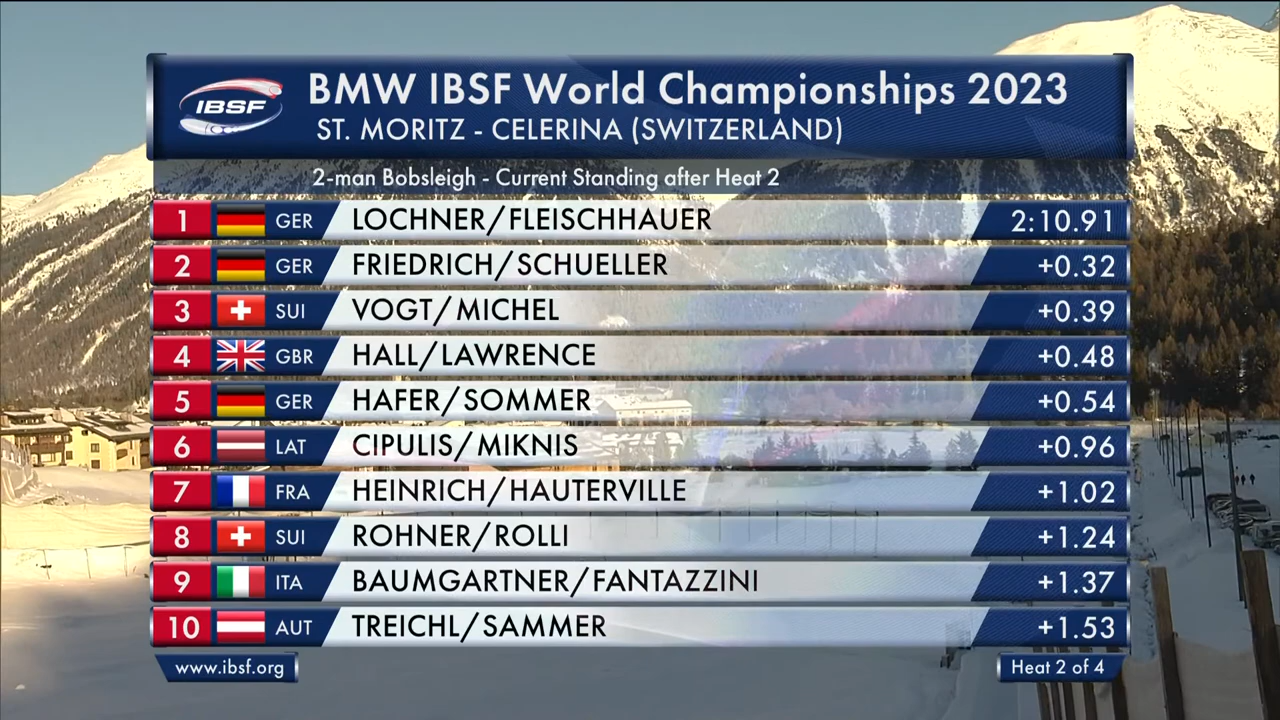 IBSF
BMW IBSF World Championships 2023
ST. MORITZ - CELERINA (SWITZERLAND)
2-man Bobsleigh - Current Standing after Heat 2
1 GER LOCHNER/FLEISCHHAUER 2:10.91
2 GER FRIEDRICH/SCHUELLER +0.32
3 SUI VOGT/MICHEL +0.39
4 GBR HALL/LAWRENCE +0.48
5 GER HAFER/SOMMER +0.54
6 LAT CIPULIS/MIKNIS +0.96
7 FRA HEINRICH/HAUTERVILLE +1.02
8 SUI ROHNER/ROLLI +1.24
9 ITA BAUMGARTNER/FANTAZZINI +1.37
10 AUT TREICHL/SAMMER +1.53
www.ibsf.org Heat 2 of 4